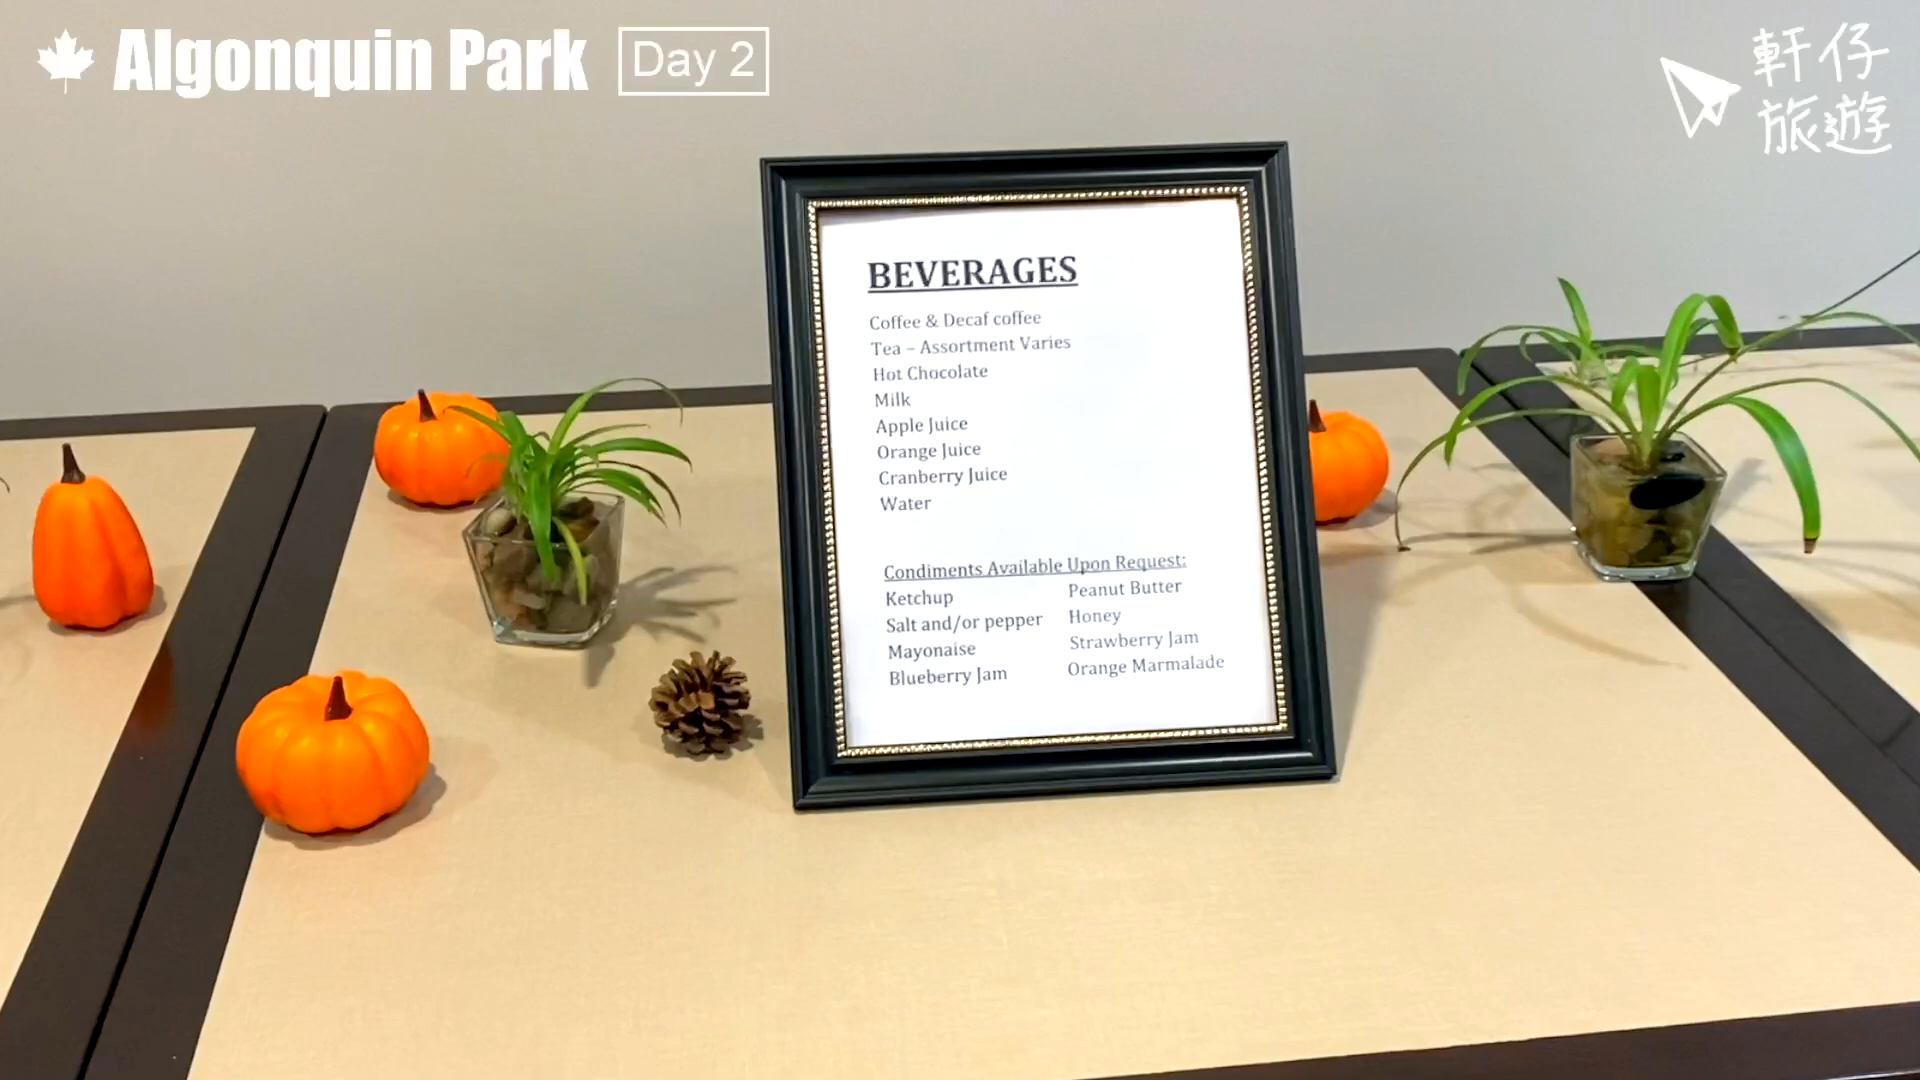 Algonquin Park
Day 2
軒仔
旅遊
BEVERAGES
Coffee & Decaf coffee
Tea – Assortment Varies
Hot Chocolate
Milk
Apple Juice
Orange Juice
Cranberry Juice
Water
Condiments Available Upon Request:
Ketchup
Salt and/or pepper
Mayonaise
Blueberry Jam
Peanut Butter
Honey
Strawberry Jam
Orange Marmalade